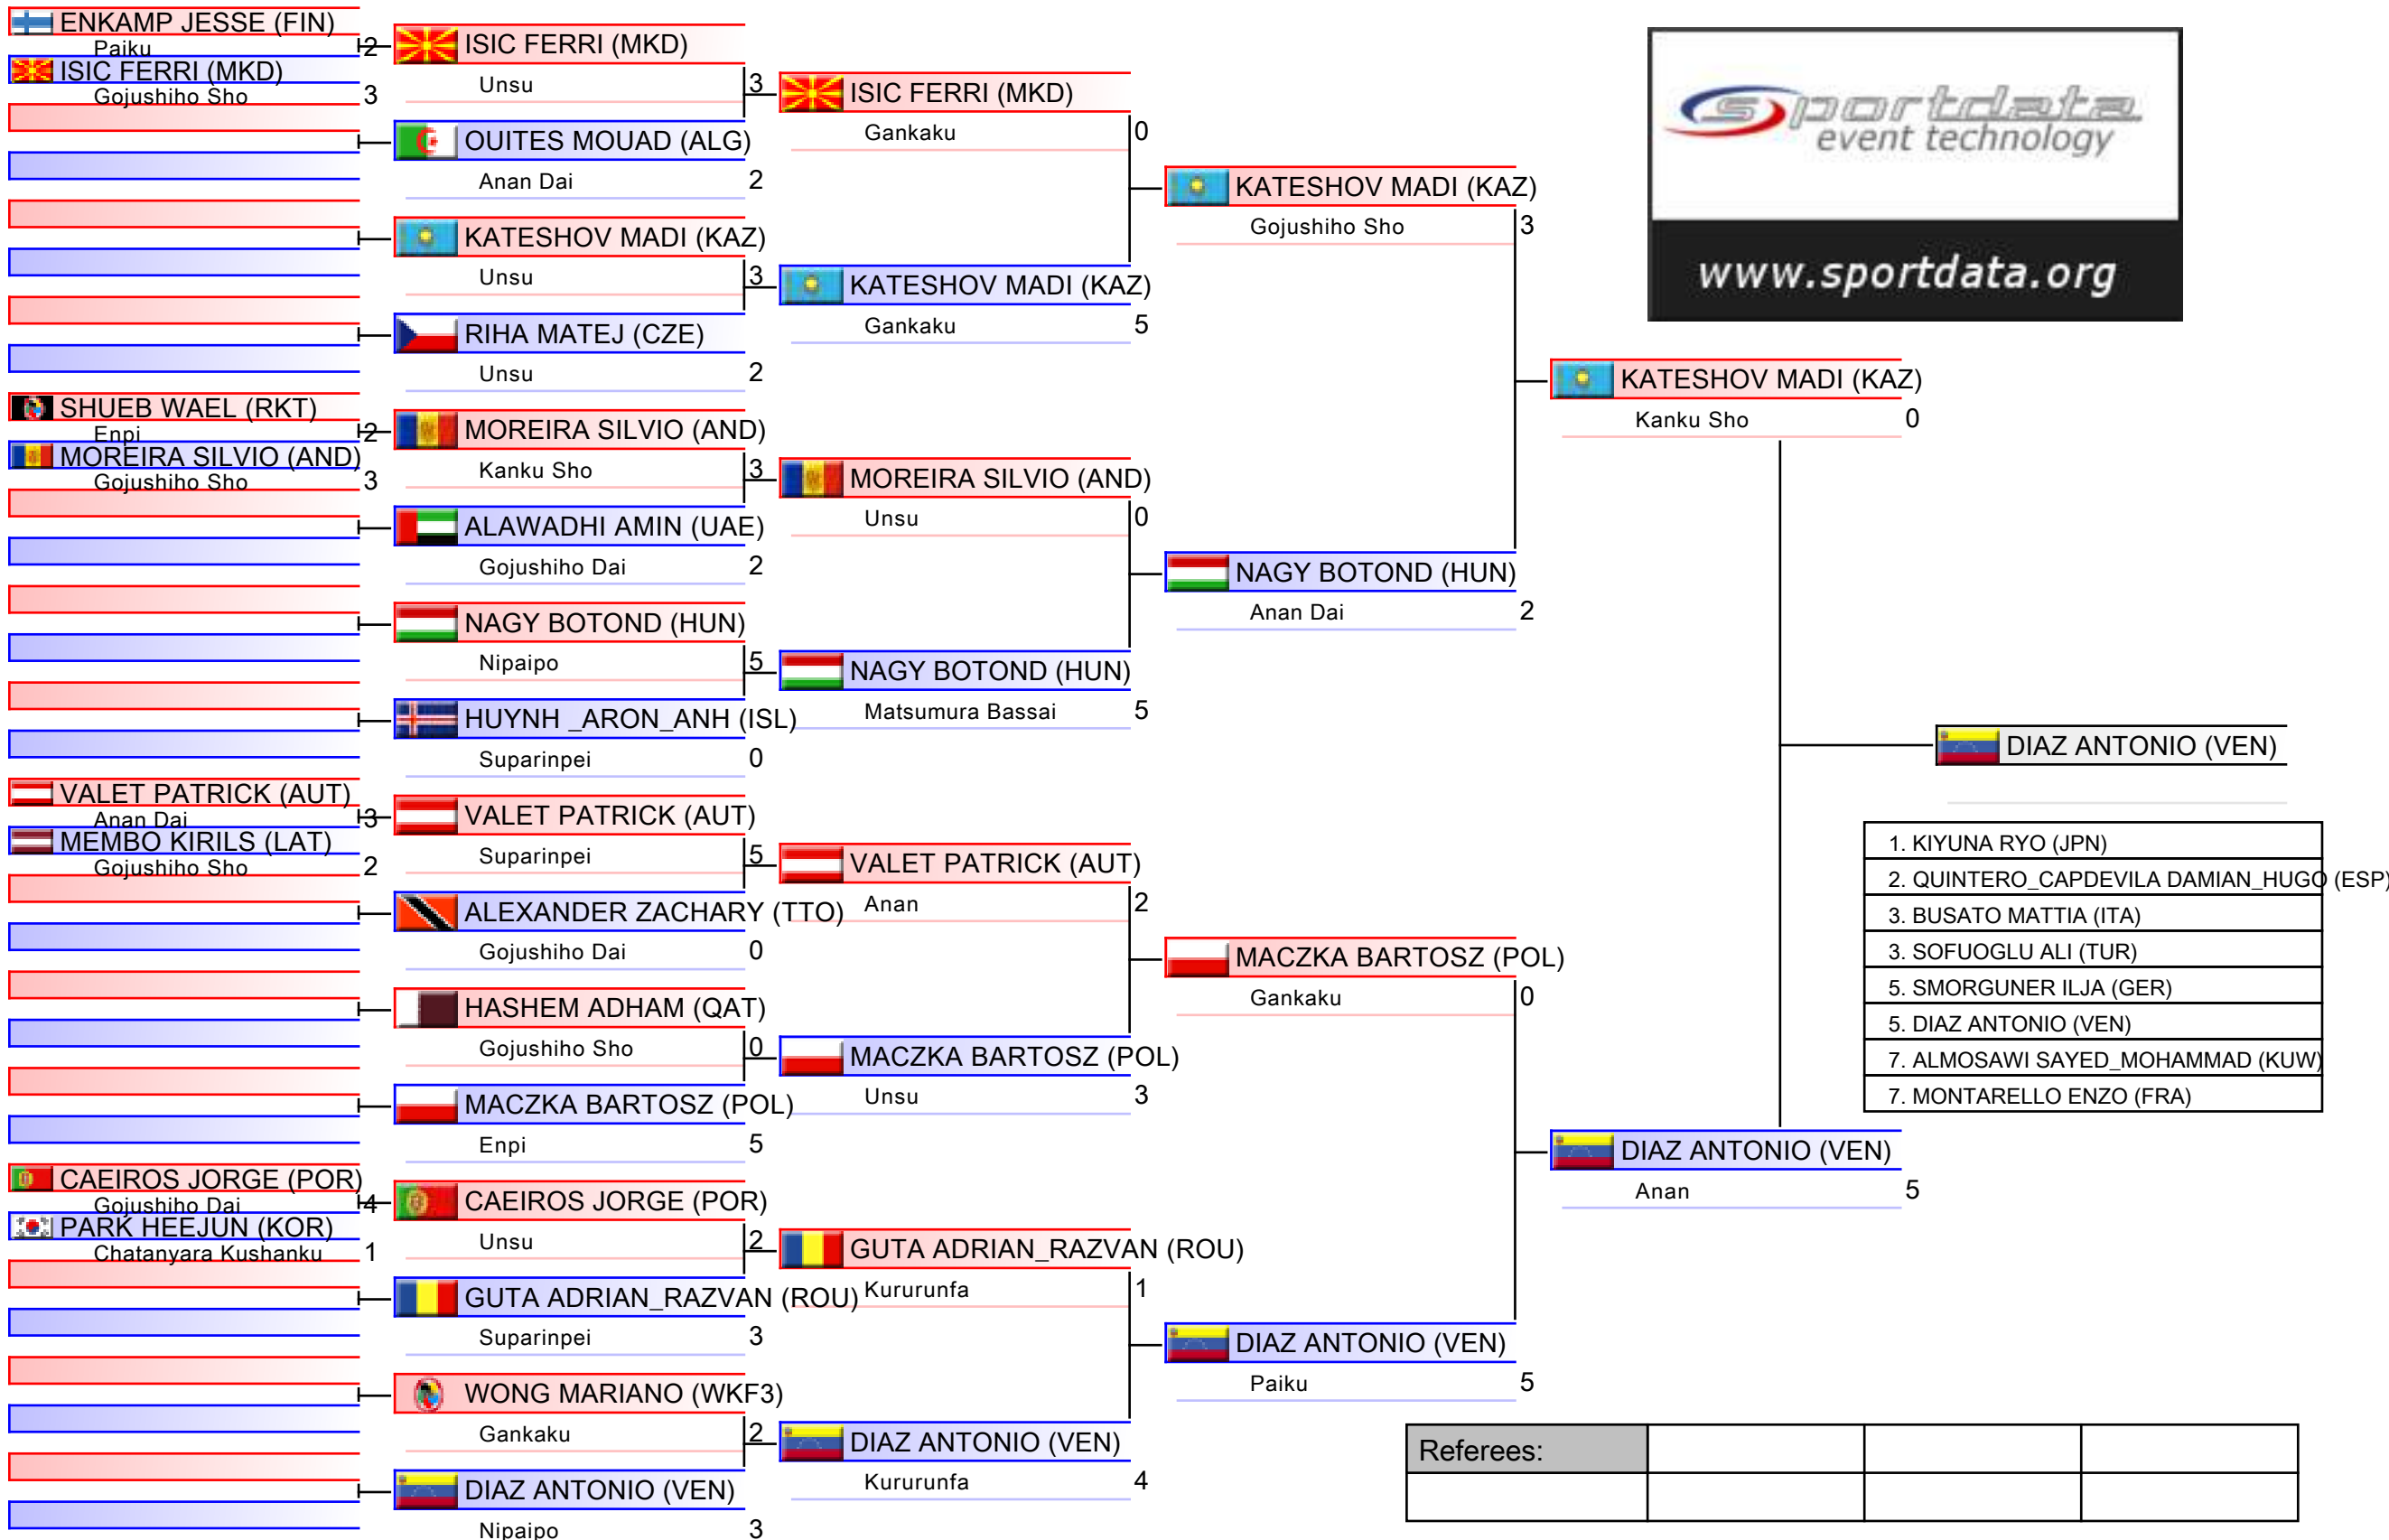 ENKAMP JESSE (FIN)
Paiku
2
ISIC FERRI (MKD)
Gojushiho Sho
3
SHUEB WAEL (RKT)
Enpi
2
MOREIRA SILVIO (AND)
Gojushiho Sho
3
VALET PATRICK (AUT)
Anan Dai
3
MEMBO KIRILS (LAT)
Gojushiho Sho
2
CAEIROS JORGE (POR)
Gojushiho Dai
4
PARK HEEJUN (KOR)
Chatanyara Kushanku
1
ISIC FERRI (MKD)
Unsu
3
OUITES MOUAD (ALG)
Anan Dai
2
KATESHOV MADI (KAZ)
Unsu
3
RIHA MATEJ (CZE)
Unsu
2
MOREIRA SILVIO (AND)
Kanku Sho
3
ALAWADHI AMIN (UAE)
Gojushiho Dai
2
NAGY BOTOND (HUN)
Nipaipo
5
HUYNH _ARON_ANH (ISL)
Suparinpei
0
VALET PATRICK (AUT)
Suparinpei
5
ALEXANDER ZACHARY (TTO)
Gojushiho Dai
0
HASHEM ADHAM (QAT)
Gojushiho Sho
0
MACZKA BARTOSZ (POL)
Enpi
5
CAEIROS JORGE (POR)
Unsu
2
GUTA ADRIAN_RAZVAN (ROU)
Suparinpei
3
WONG MARIANO (WKF3)
Gankaku
2
DIAZ ANTONIO (VEN)
Nipaipo
3
ISIC FERRI (MKD)
Gankaku
0
KATESHOV MADI (KAZ)
Gankaku
5
MOREIRA SILVIO (AND)
Unsu
0
NAGY BOTOND (HUN)
Matsumura Bassai
5
VALET PATRICK (AUT)
Anan
2
MACZKA BARTOSZ (POL)
Unsu
3
GUTA ADRIAN_RAZVAN (ROU)
Kururunfa
1
DIAZ ANTONIO (VEN)
Kururunfa
4
KATESHOV MADI (KAZ)
Gojushiho Sho
3
NAGY BOTOND (HUN)
Anan Dai
2
MACZKA BARTOSZ (POL)
Gankaku
0
DIAZ ANTONIO (VEN)
Paiku
5
KATESHOV MADI (KAZ)
Kanku Sho
0
DIAZ ANTONIO (VEN)
Anan
5
DIAZ ANTONIO (VEN)
sportdata
event technology
www.sportdata.org
1. KIYUNA RYO (JPN)
2. QUINTERO_CAPDEVILA DAMIAN_HUGO (ESP)
3. BUSATO MATTIA (ITA)
3. SOFUOGLU ALI (TUR)
5. SMORGUNER ILJA (GER)
5. DIAZ ANTONIO (VEN)
7. ALMOSAWI SAYED_MOHAMMAD (KUW)
7. MONTARELLO ENZO (FRA)
Referees: